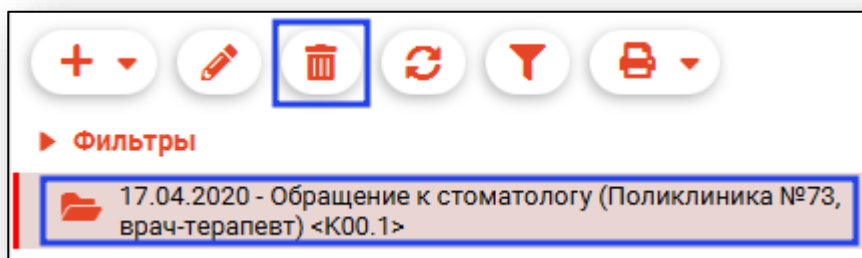 Фильтры
17.04.2020 - Обращение к стоматологу (Поликлиника №73,
врач-терапевт) <K00.1>